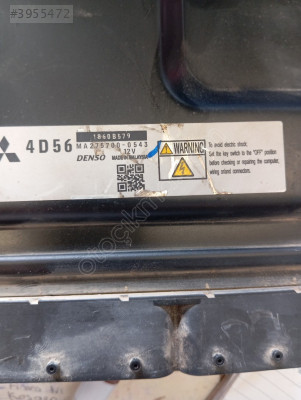 #3955472
4D56
1860B579
MA275700-0543
DENSO 12V
MADE IN MALAYSIA
WARNING
To avoid electric shock:
Set the key switch to the "OFF" position
before checking or repairing the computer,
wiring and connectors